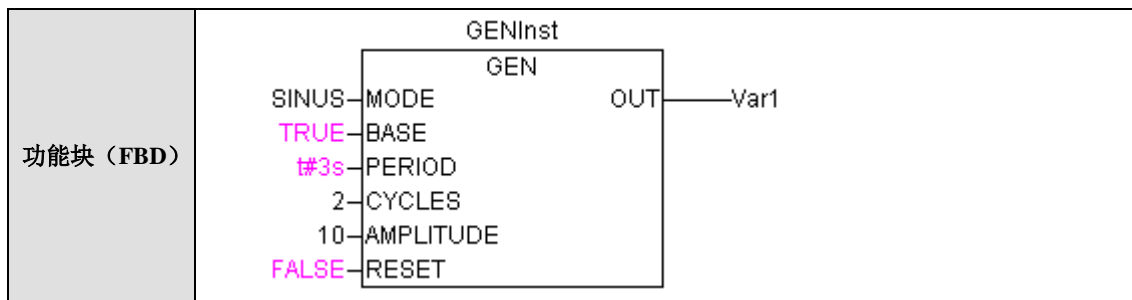 功能块（FBD）
GENInst
GEN
SINUS MODE OUT Var1
TRUE BASE
t#3s PERIOD
2 CYCLES
10 AMPLITUDE
FALSE RESET